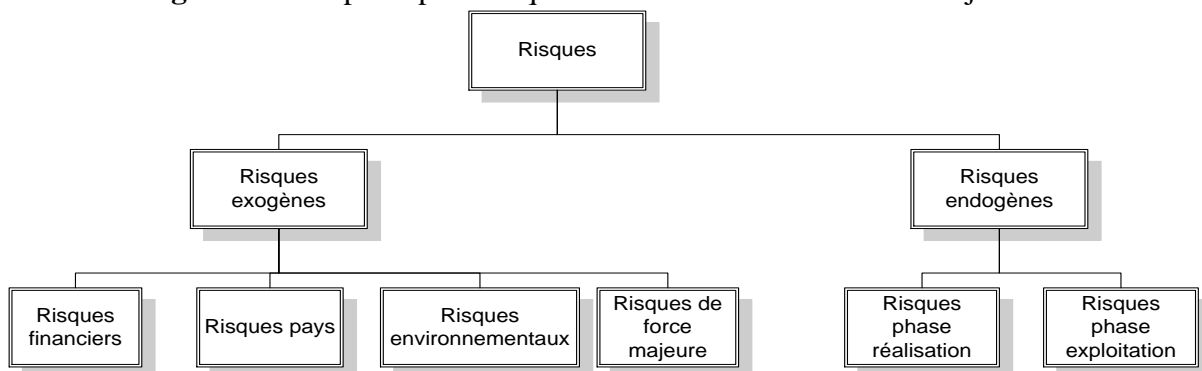 Risques
Risques
exogènes
Risques
endogènes
Risques
financiers
Risques pays
Risques
environnementaux
Risques de
force
majeure
Risques
phase
réalisation
Risques
phase
exploitation